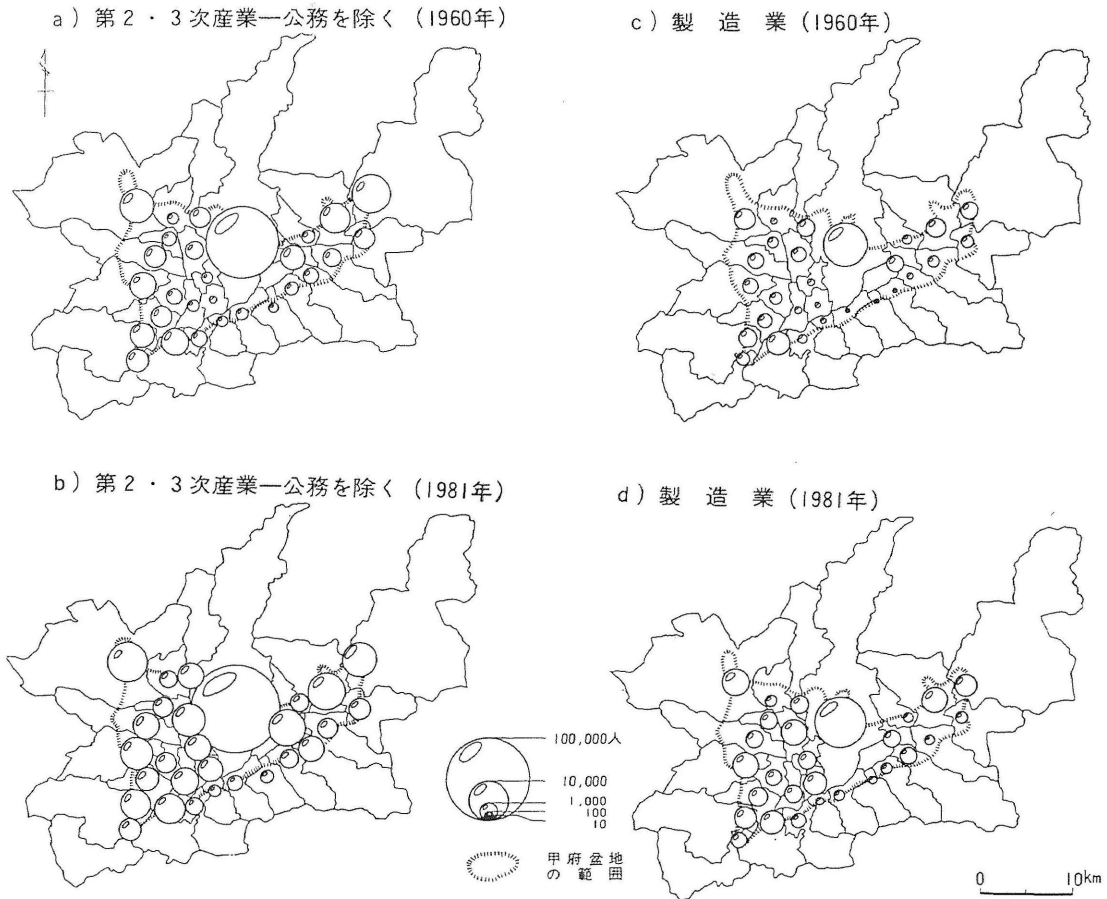 a) 第2・3次産業—公務を除く (1960年)
c) 製造業 (1960年)
b) 第2・3次産業—公務を除く (1981年)
d) 製造業 (1981年)
100,000人
10,000
1,000
100
10
甲府盆地
の範囲
0 10km